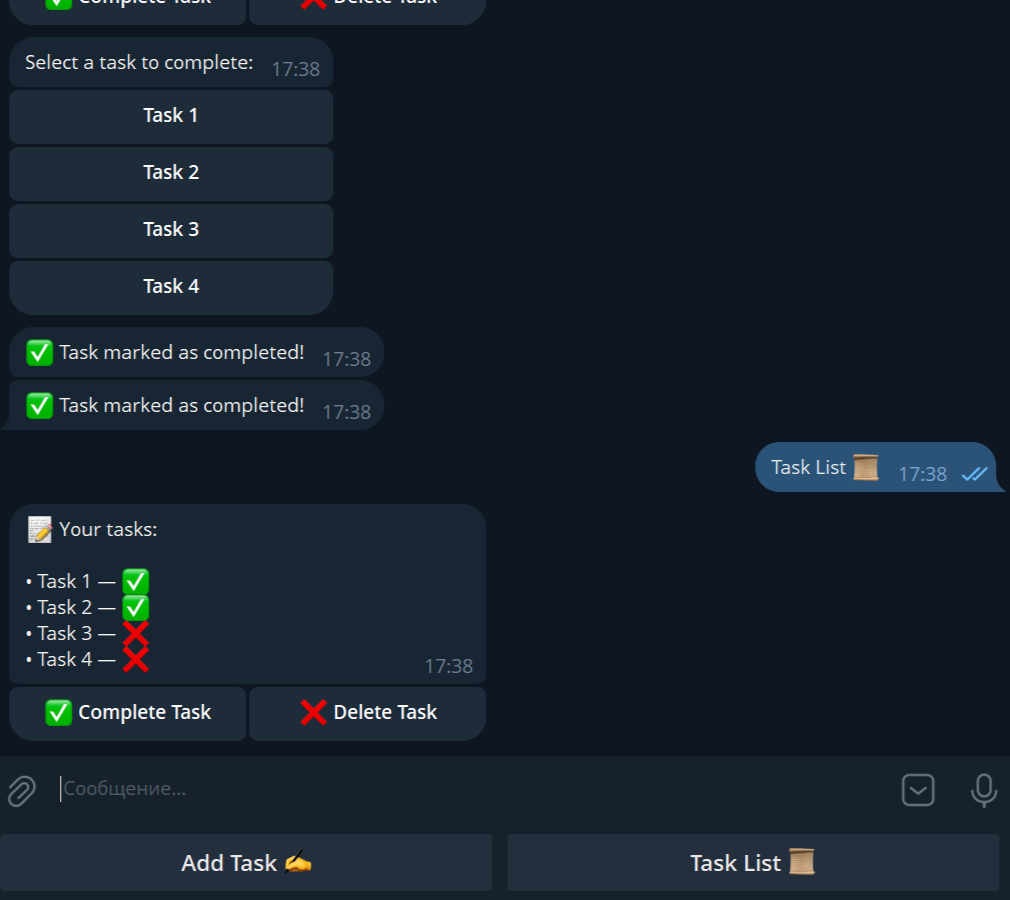 ✅ Complete Task ❌ Delete Task
Select a task to complete: 17:38
Task 1
Task 2
Task 3
Task 4
✅ Task marked as completed! 17:38
✅ Task marked as completed! 17:38
Task List 📜 17:38
📝 Your tasks:
• Task 1 — ✅
• Task 2 — ✅
• Task 3 — ❌
• Task 4 — ❌
17:38
✅ Complete Task ❌ Delete Task
Сообщение...
Add Task ✍️ Task List 📜